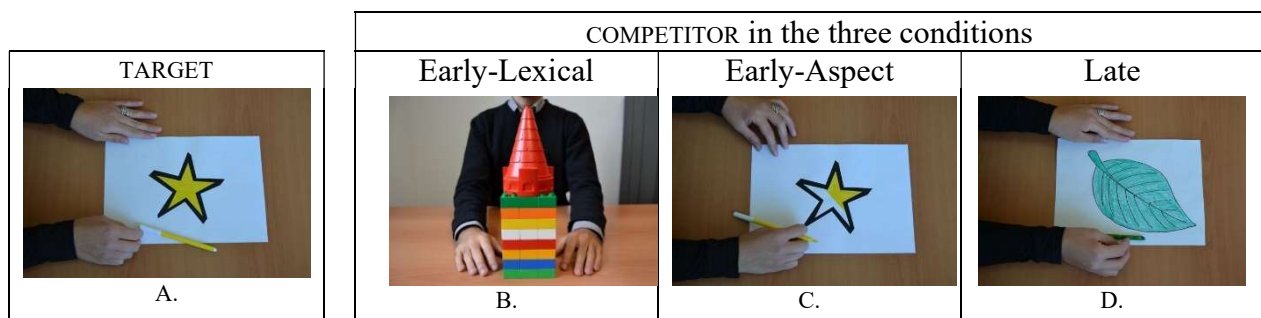 COMPETITOR in the three conditions
TARGET
Early-Lexical
Early-Aspect
Late
A.
B.
C.
D.